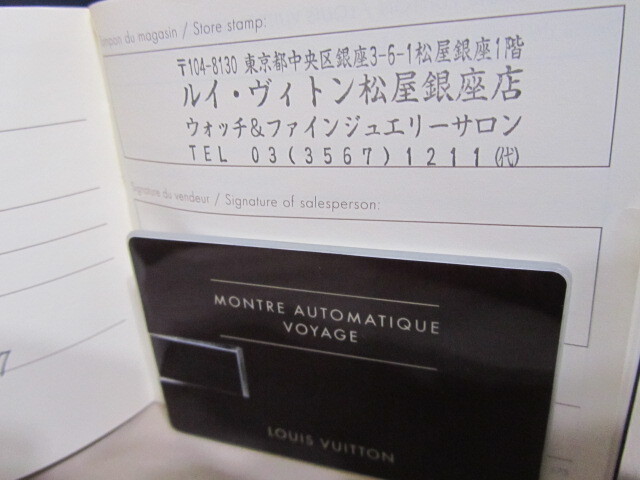 du magasin / Store stamp:
〒104-8130 東京都中央区銀座3-6-1松屋銀座1階
ルイ・ヴィトン松屋銀座店
ウォッチ&ファインジュエリーサロン
TEL 03(3567)1211㈹
Signature du vendeur / Signature of salesperson:
MONTRE AUTOMATIQUE
VOYAGE
LOUIS VUITTON
7